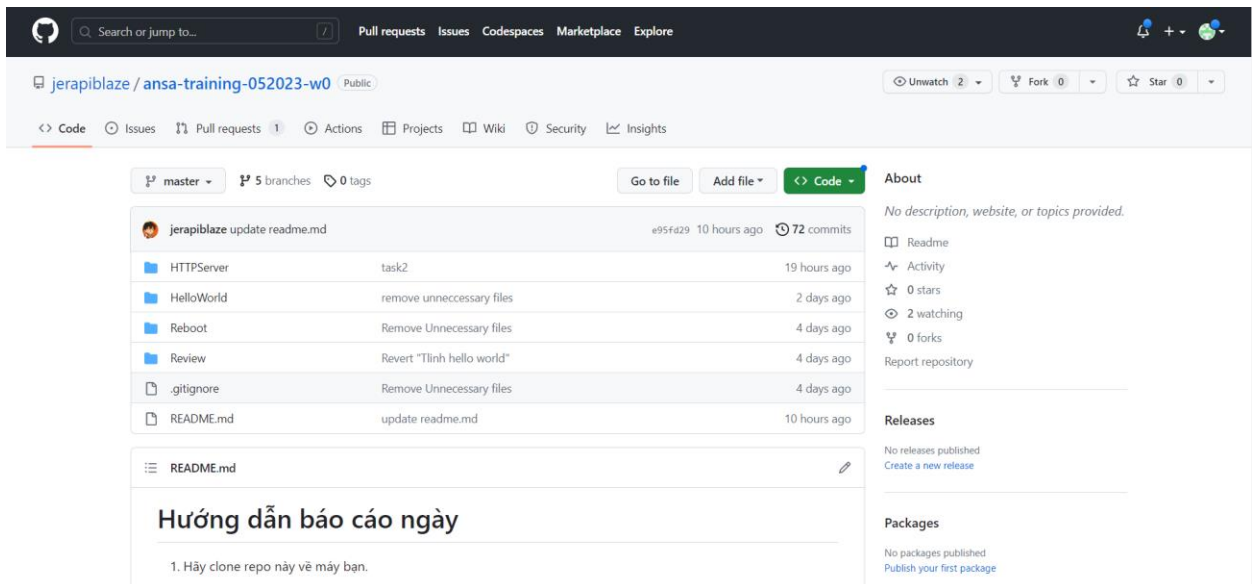 Search or jump to... / Pull requests Issues Codespaces Marketplace Explore
jerapiblaze / ansa-training-052023-w0 Public Unwatch 2 Fork 0 Star 0
Code Issues Pull requests 1 Actions Projects Wiki Security Insights
master 5 branches 0 tags Go to file Add file Code
jerapiblaze update readme.md e95fd29 10 hours ago 72 commits
HTTPServer task2 19 hours ago
HelloWorld remove unneccessary files 2 days ago
Reboot Remove Unnecessary files 4 days ago
Review Revert "Tlinh hello world" 4 days ago
.gitignore Remove Unnecessary files 4 days ago
README.md update readme.md 10 hours ago
README.md
Hướng dẫn báo cáo ngày
1. Hãy clone repo này về máy bạn.
About
No description, website, or topics provided.
Readme
Activity
0 stars
2 watching
0 forks
Report repository
Releases
No releases published
Create a new release
Packages
No packages published
Publish your first package